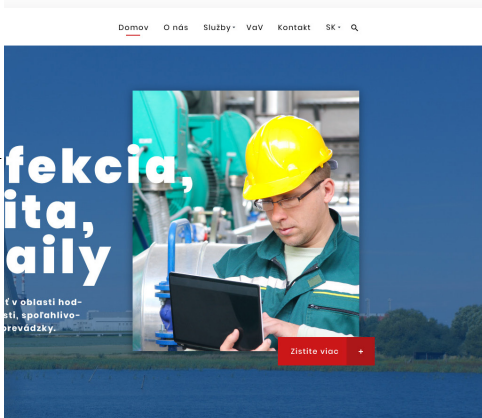 Domov O nás Služby VaV Kontakt SK
fekcia,
ita,
aily
ť v oblasti hod-
sti, spoľahlivo-
prevádzky.
Zistite viac +